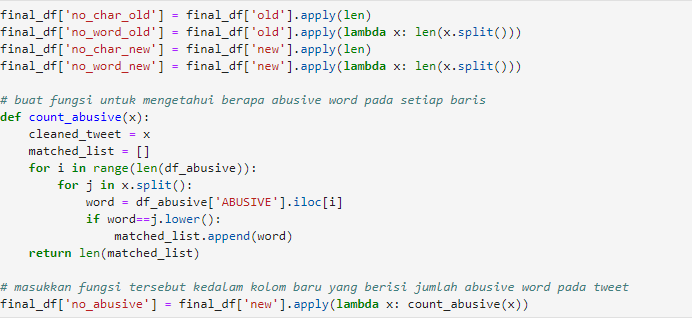 final_df['no_char_old'] = final_df['old'].apply(len)
final_df['no_word_old'] = final_df['old'].apply(lambda x: len(x.split()))
final_df['no_char_new'] = final_df['new'].apply(len)
final_df['no_word_new'] = final_df['new'].apply(lambda x: len(x.split()))

# buat fungsi untuk mengetahui berapa abusive word pada setiap baris
def count_abusive(x):
    cleaned_tweet = x
    matched_list = []
    for i in range(len(df_abusive)):
        for j in x.split():
            word = df_abusive['ABUSIVE'].iloc[i]
            if word==j.lower():
                matched_list.append(word)
    return len(matched_list)

# masukkan fungsi tersebut kedalam kolom baru yang berisi jumlah abusive word pada tweet
final_df['no_abusive'] = final_df['new'].apply(lambda x: count_abusive(x))